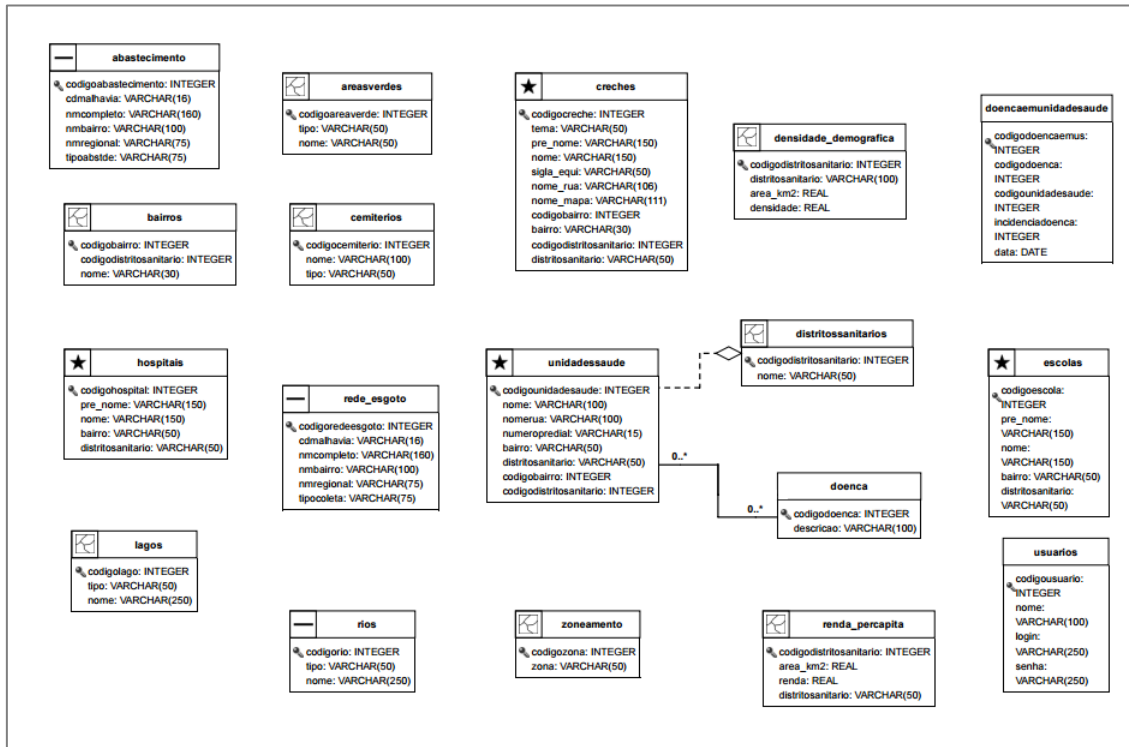 abastecimento
codigoabastecimento: INTEGER
cdmalhavia: VARCHAR(16)
nmcompleto: VARCHAR(160)
nmbairro: VARCHAR(100)
nmregional: VARCHAR(75)
tipoabstde: VARCHAR(75)
areasverdes
codigoareaverde: INTEGER
tipo: VARCHAR(50)
nome: VARCHAR(50)
creches
codigocreche: INTEGER
tema: VARCHAR(50)
pre_nome: VARCHAR(150)
nome: VARCHAR(150)
sigla_equi: VARCHAR(50)
nome_rua: VARCHAR(106)
nome_mapa: VARCHAR(111)
codigobairro: INTEGER
bairro: VARCHAR(30)
codigodistritosanitario: INTEGER
distritosanitario: VARCHAR(50)
densidade_demografica
codigodistritosanitario: INTEGER
distritosanitario: VARCHAR(100)
area_km2: REAL
densidade: REAL
doencaemunidadesaude
codigodoencaemus:
INTEGER
codigodoenca:
INTEGER
codigounidadesaude:
INTEGER
incidenciadoenca:
INTEGER
data: DATE
bairros
codigobairro: INTEGER
codigodistritosanitario: INTEGER
nome: VARCHAR(30)
cemiterios
codigocemiterio: INTEGER
nome: VARCHAR(100)
tipo: VARCHAR(50)
hospitais
codigohospital: INTEGER
pre_nome: VARCHAR(150)
nome: VARCHAR(150)
bairro: VARCHAR(50)
distritosanitario: VARCHAR(50)
rede_esgoto
codigoredeesgoto: INTEGER
cdmalhavia: VARCHAR(16)
nmcompleto: VARCHAR(160)
nmbairro: VARCHAR(100)
nmregional: VARCHAR(75)
tipocoleta: VARCHAR(75)
unidadessaude
codigounidadesaude: INTEGER
nome: VARCHAR(100)
nomerua: VARCHAR(100)
numeropredial: VARCHAR(15)
bairro: VARCHAR(50)
distritosanitario: VARCHAR(50)
codigobairro: INTEGER
codigodistritosanitario: INTEGER
distritossanitarios
codigodistritosanitario: INTEGER
nome: VARCHAR(50)
0..*
0..*
doenca
codigodoenca: INTEGER
descricao: VARCHAR(100)
escolas
codigoescola:
INTEGER
pre_nome:
VARCHAR(150)
nome:
VARCHAR(150)
bairro: VARCHAR(50)
distritosanitario:
VARCHAR(50)
lagos
codigolago: INTEGER
tipo: VARCHAR(50)
nome: VARCHAR(250)
rios
codigorio: INTEGER
tipo: VARCHAR(50)
nome: VARCHAR(250)
zoneamento
codigozona: INTEGER
zona: VARCHAR(50)
renda_percapita
codigodistritosanitario: INTEGER
area_km2: REAL
renda: REAL
distritosanitario: VARCHAR(50)
usuarios
codigousuario:
INTEGER
nome:
VARCHAR(100)
login:
VARCHAR(250)
senha:
VARCHAR(250)